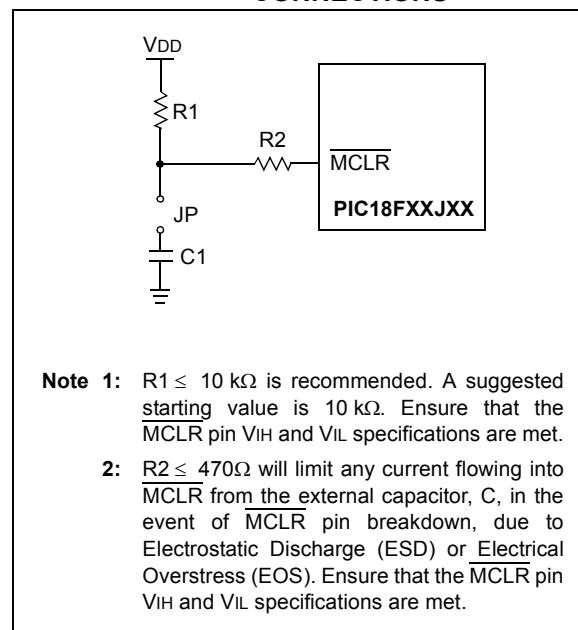 VDD
R1
R2
MCLR
PIC18FXXJXX
JP
C1
Note 1: R1 ≤ 10 kΩ is recommended. A suggested
starting value is 10 kΩ. Ensure that the
MCLR pin VIH and VIL specifications are met.
2: R2 ≤ 470Ω will limit any current flowing into
MCLR from the external capacitor, C, in the
event of MCLR pin breakdown, due to
Electrostatic Discharge (ESD) or Electrical
Overstress (EOS). Ensure that the MCLR pin
VIH and VIL specifications are met.